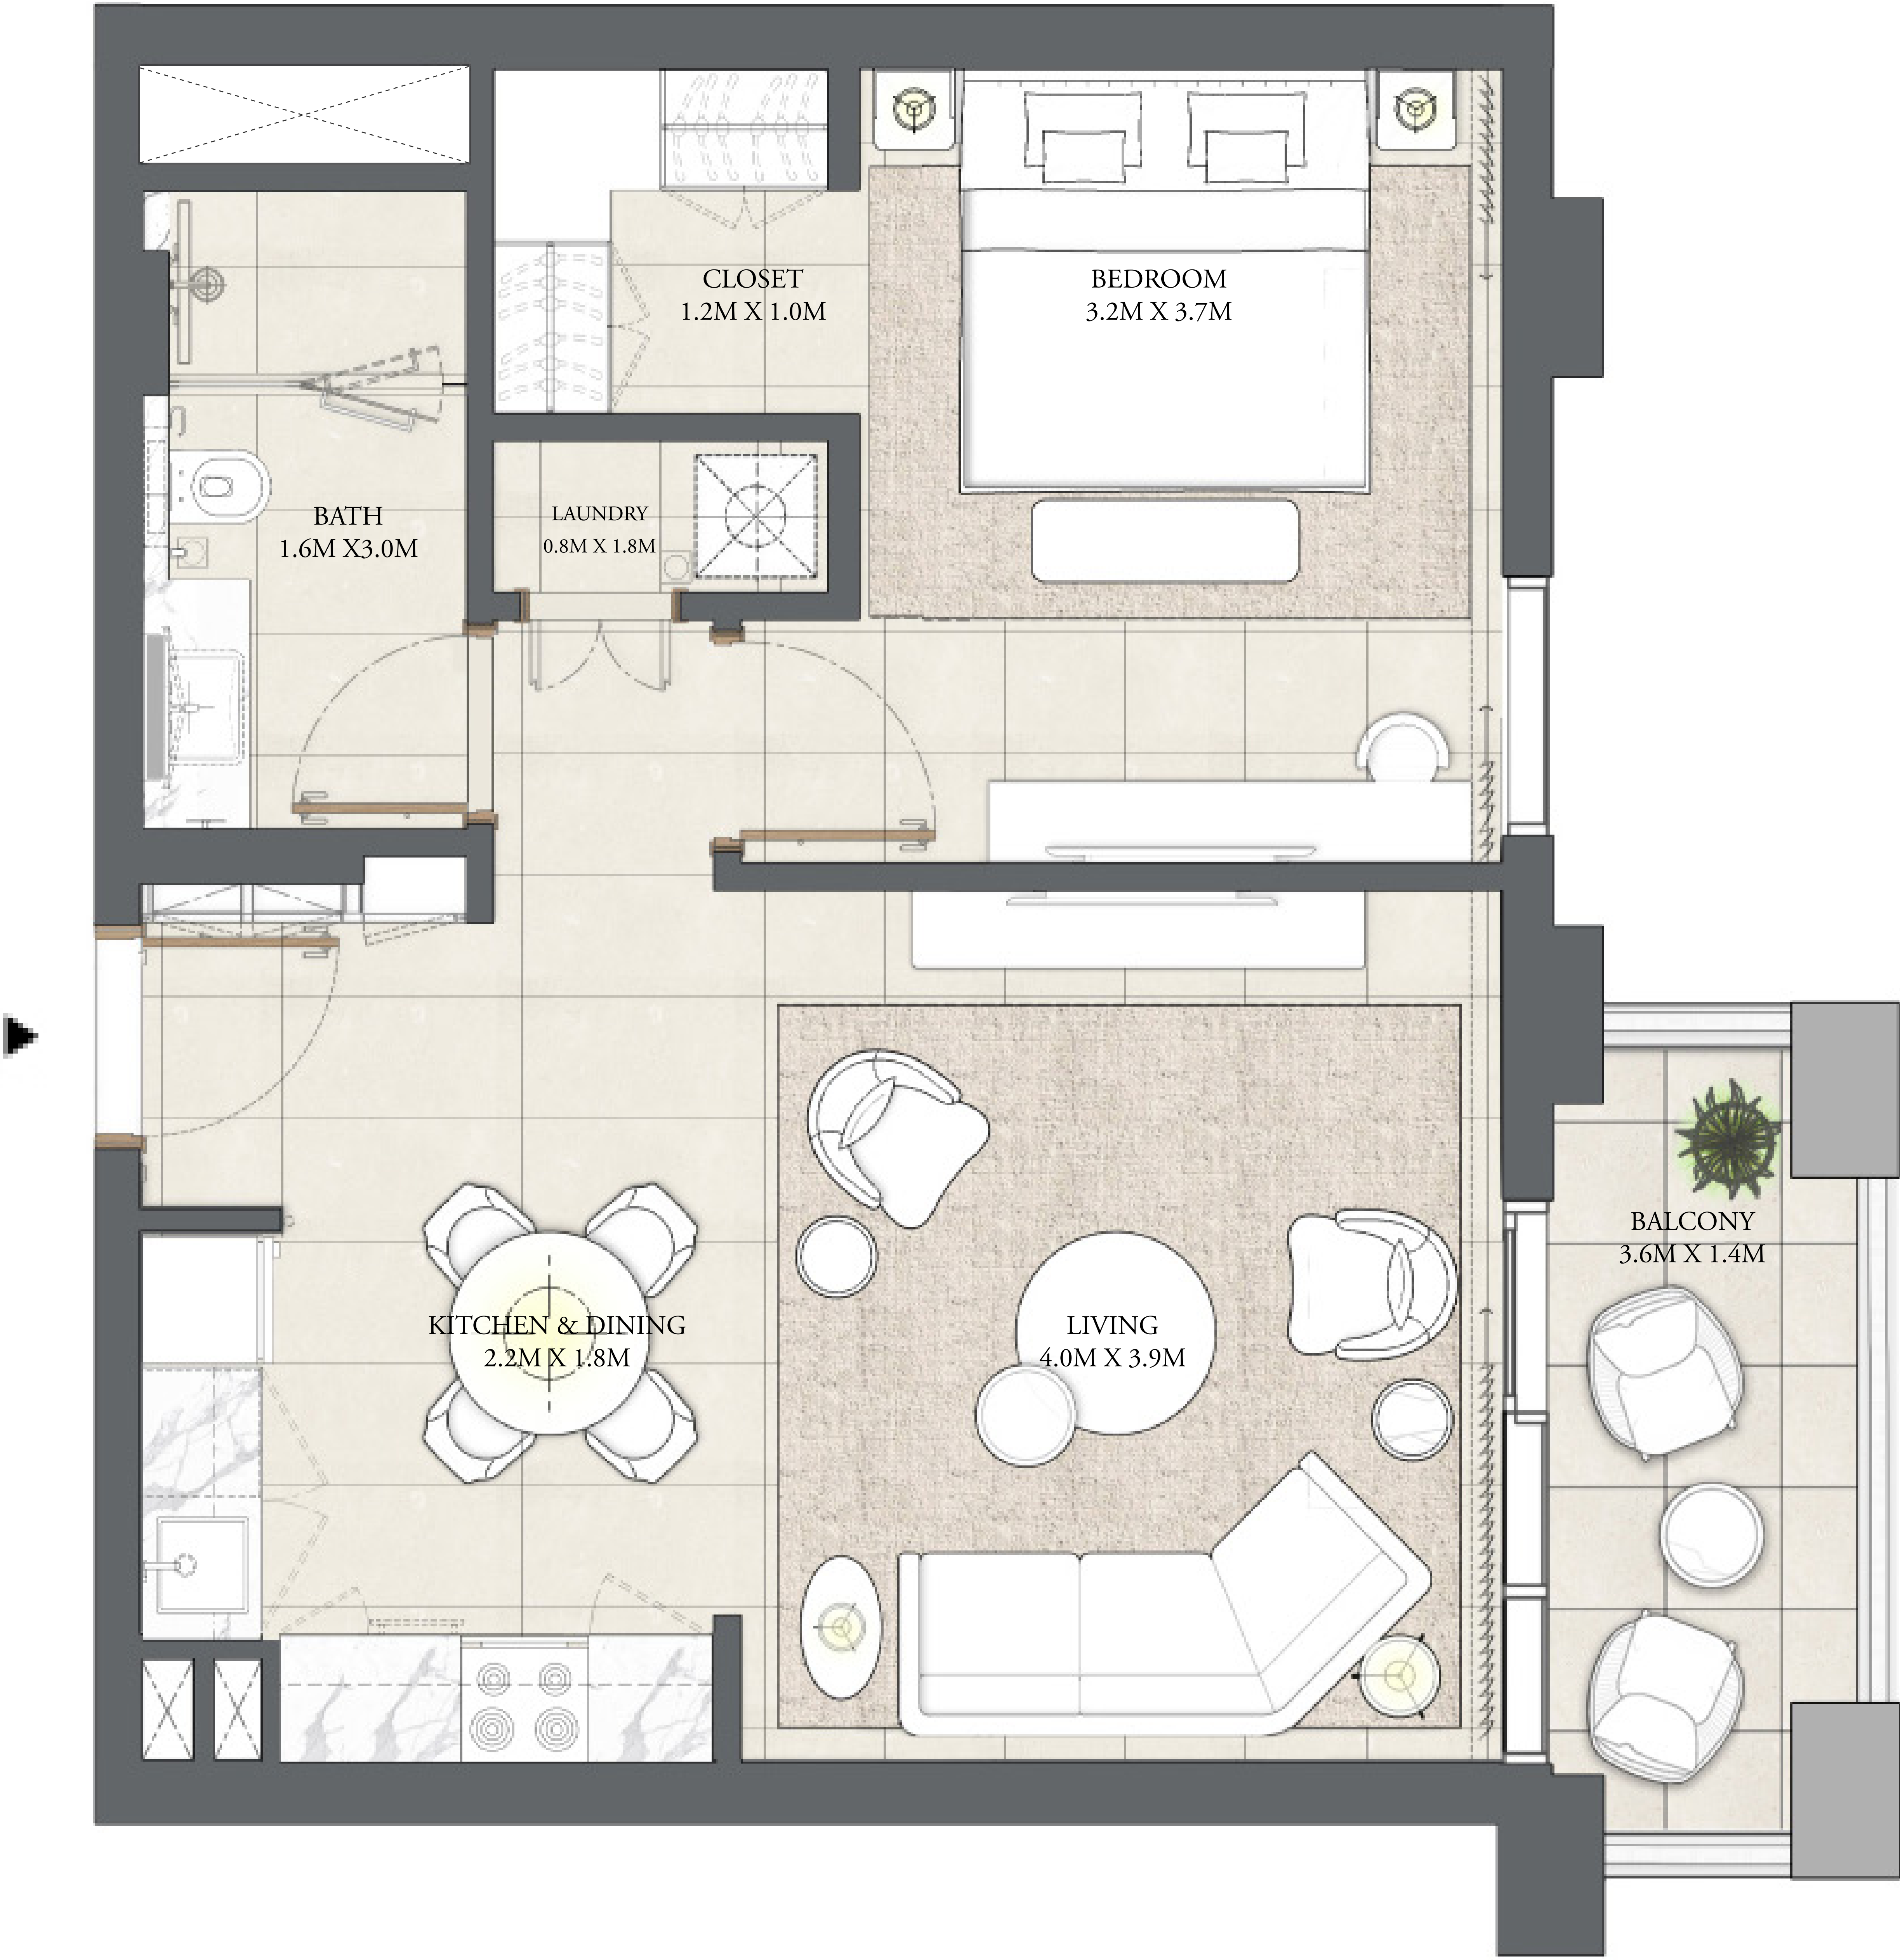 CLOSET
1.2M X 1.0M
BEDROOM
3.2M X 3.7M
BATH
1.6M X3.0M
LAUNDRY
0.8M X 1.8M
BALCONY
3.6M X 1.4M
KITCHEN & DINING
2.2M X 1.8M
LIVING
4.0M X 3.9M